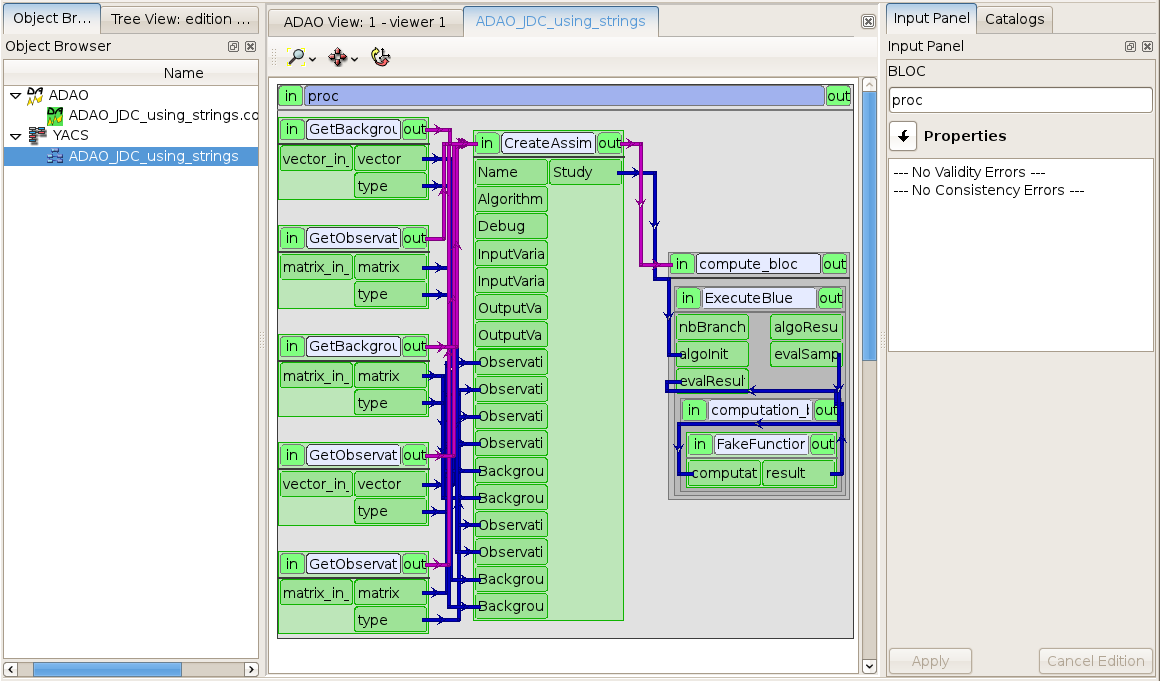 Object Br...
Tree View: edition ...
Object Browser
Name
ADAO
ADAO_JDC_using_strings.co
YACS
ADAO_JDC_using_strings
ADAO View: 1 - viewer 1
ADAO_JDC_using_strings
in proc out
in GetBackgrou out
vector_in_ vector
type
in GetObservat out
matrix_in_ matrix
type
in GetBackgrou out
matrix_in_ matrix
type
in GetObservat out
vector_in_ vector
type
in GetObservat out
matrix_in_ matrix
type
in CreateAssim out
Name Study
Algorithm
Debug
InputVaria
InputVaria
OutputVa
OutputVa
Observati
Observati
Observati
Observati
Backgrou
Backgrou
Observati
Observati
Backgrou
Backgrou
in compute_bloc out
in ExecuteBlue out
nbBranch algoResu
algoInit evalSamp
evalResul
in computation_b out
in FakeFunction out
computat result
Input Panel
Catalogs
Input Panel
BLOC
proc
Properties
--- No Validity Errors ---
--- No Consistency Errors ---
Apply
Cancel Edition